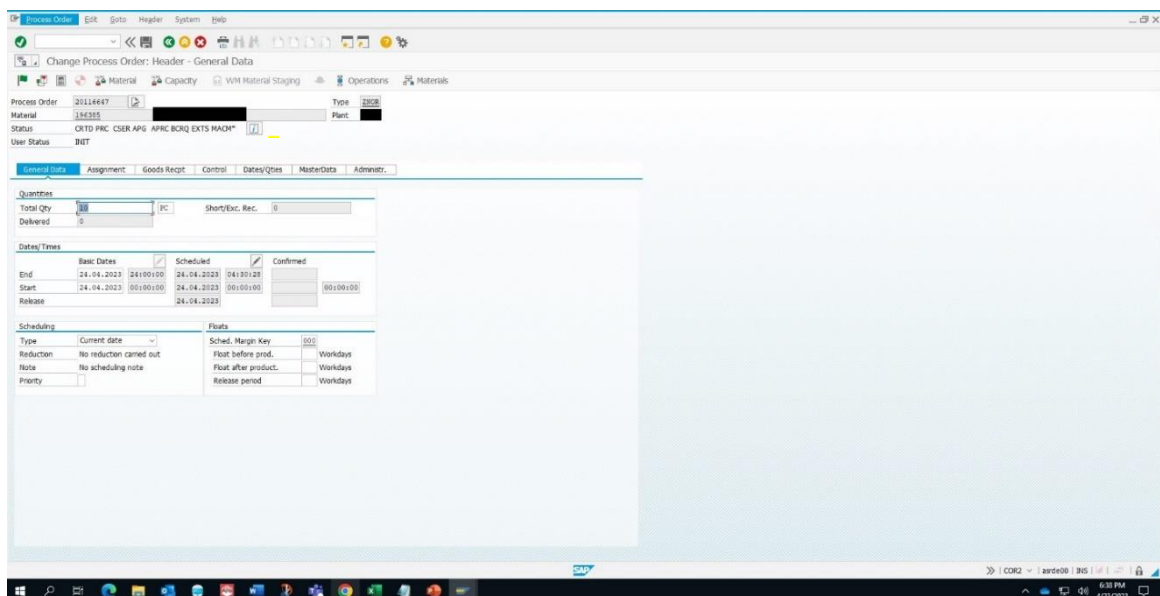 Process Order Edit Goto Header System Help
Change Process Order: Header - General Data
Material Capacity WM Material Staging Operations Materials
Process Order 20116647 Type ZNOR
Material 196385 Plant
Status CRTD PRC CSER APG APRC BCRQ EXTS MACM*
User Status INIT
General Data Assignment Goods Recpt Control Dates/Qties MasterData Administr.
Quantities
Total Qty 10 PC Short/Exc. Rec. 0
Delivered 0
Dates/Times
Basic Dates Scheduled Confirmed
End 24.04.2023 24:00:00 24.04.2023 04:30:28
Start 24.04.2023 00:00:00 24.04.2023 00:00:00 00:00:00
Release 24.04.2023
Scheduling Floats
Type Current date Sched. Margin Key 000
Reduction No reduction carried out Float before prod. Workdays
Note No scheduling note Float after product. Workdays
Priority Release period Workdays
SAP COR2 asrde00 INS
6:38 PM